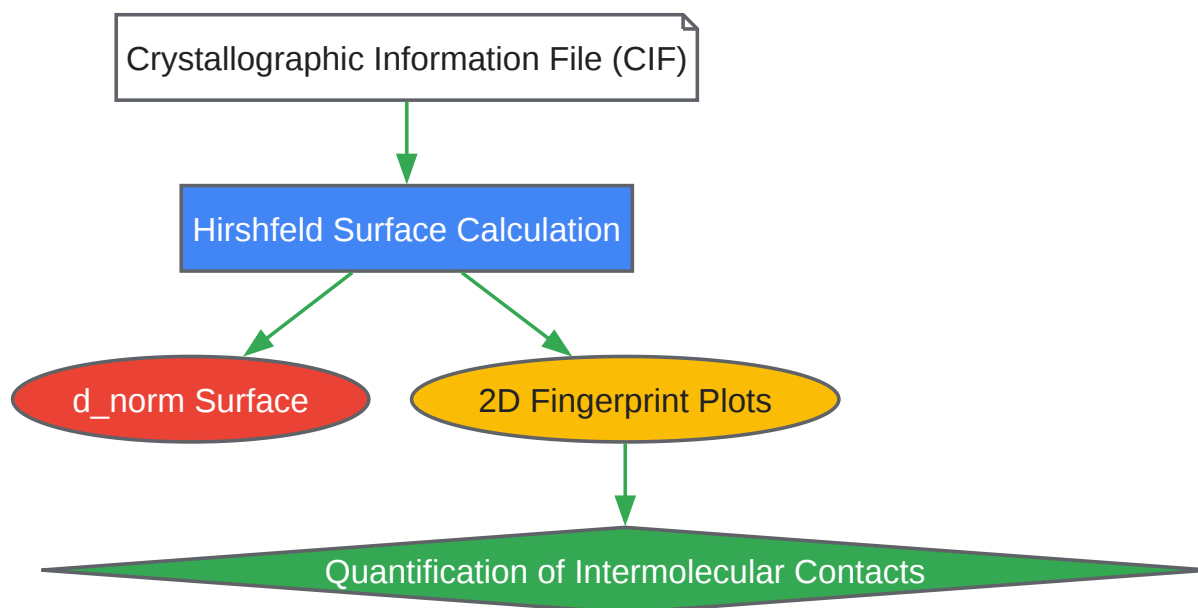 Crystallographic Information File (CIF)
Hirshfeld Surface Calculation
d_norm Surface
2D Fingerprint Plots
Quantification of Intermolecular Contacts